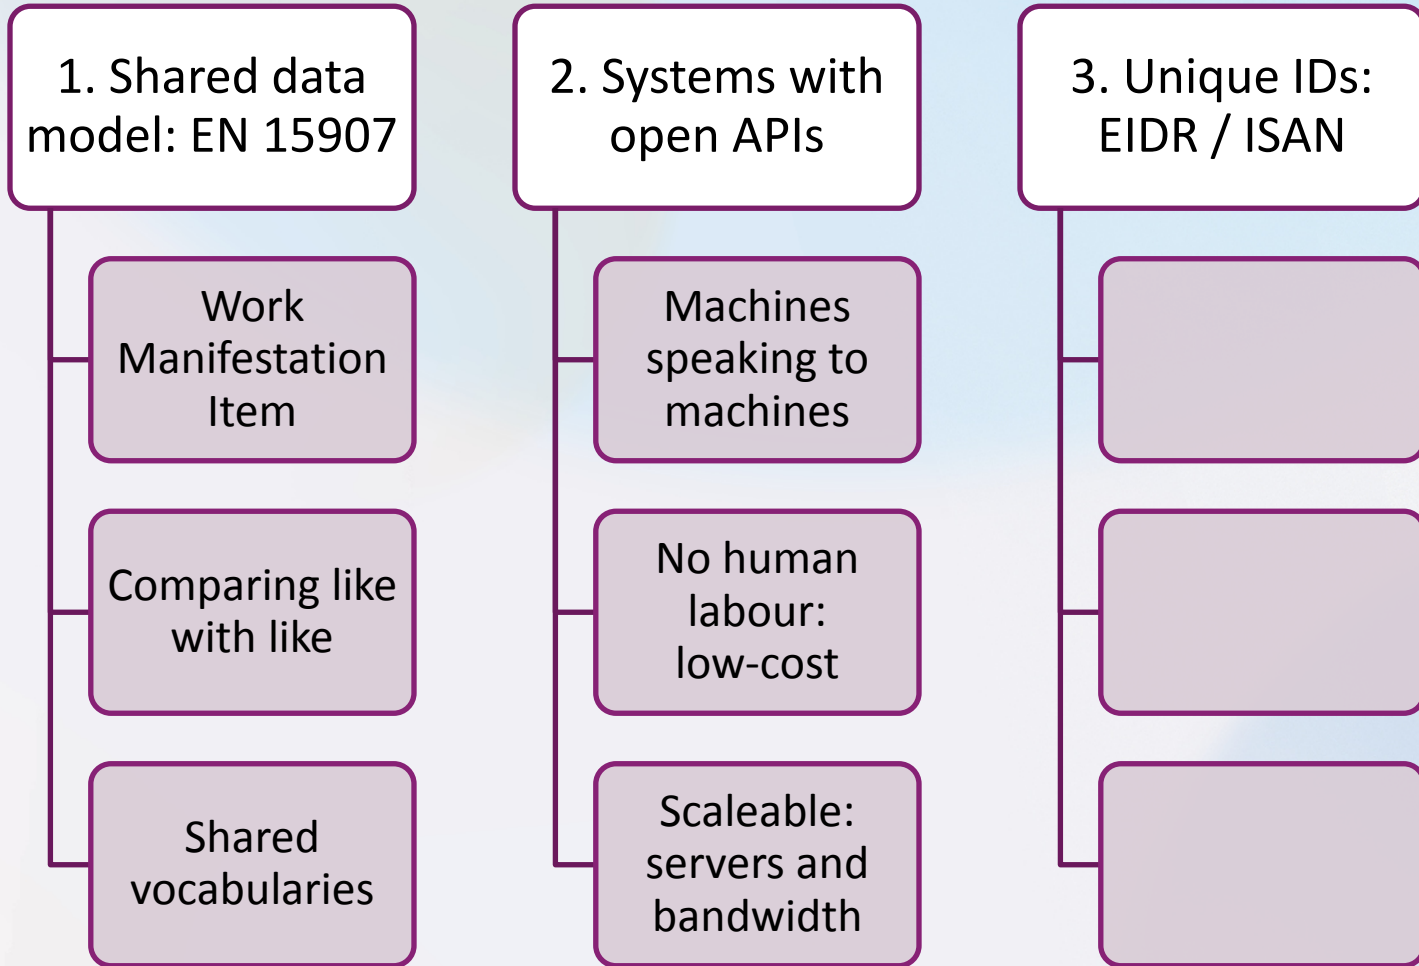 1. Shared data
model: EN 15907
Work
Manifestation
Item
Comparing like
with like
Shared
vocabularies
2. Systems with
open APIs
Machines
speaking to
machines
No human
labour:
low-cost
Scaleable:
servers and
bandwidth
3. Unique IDs:
EIDR / ISAN